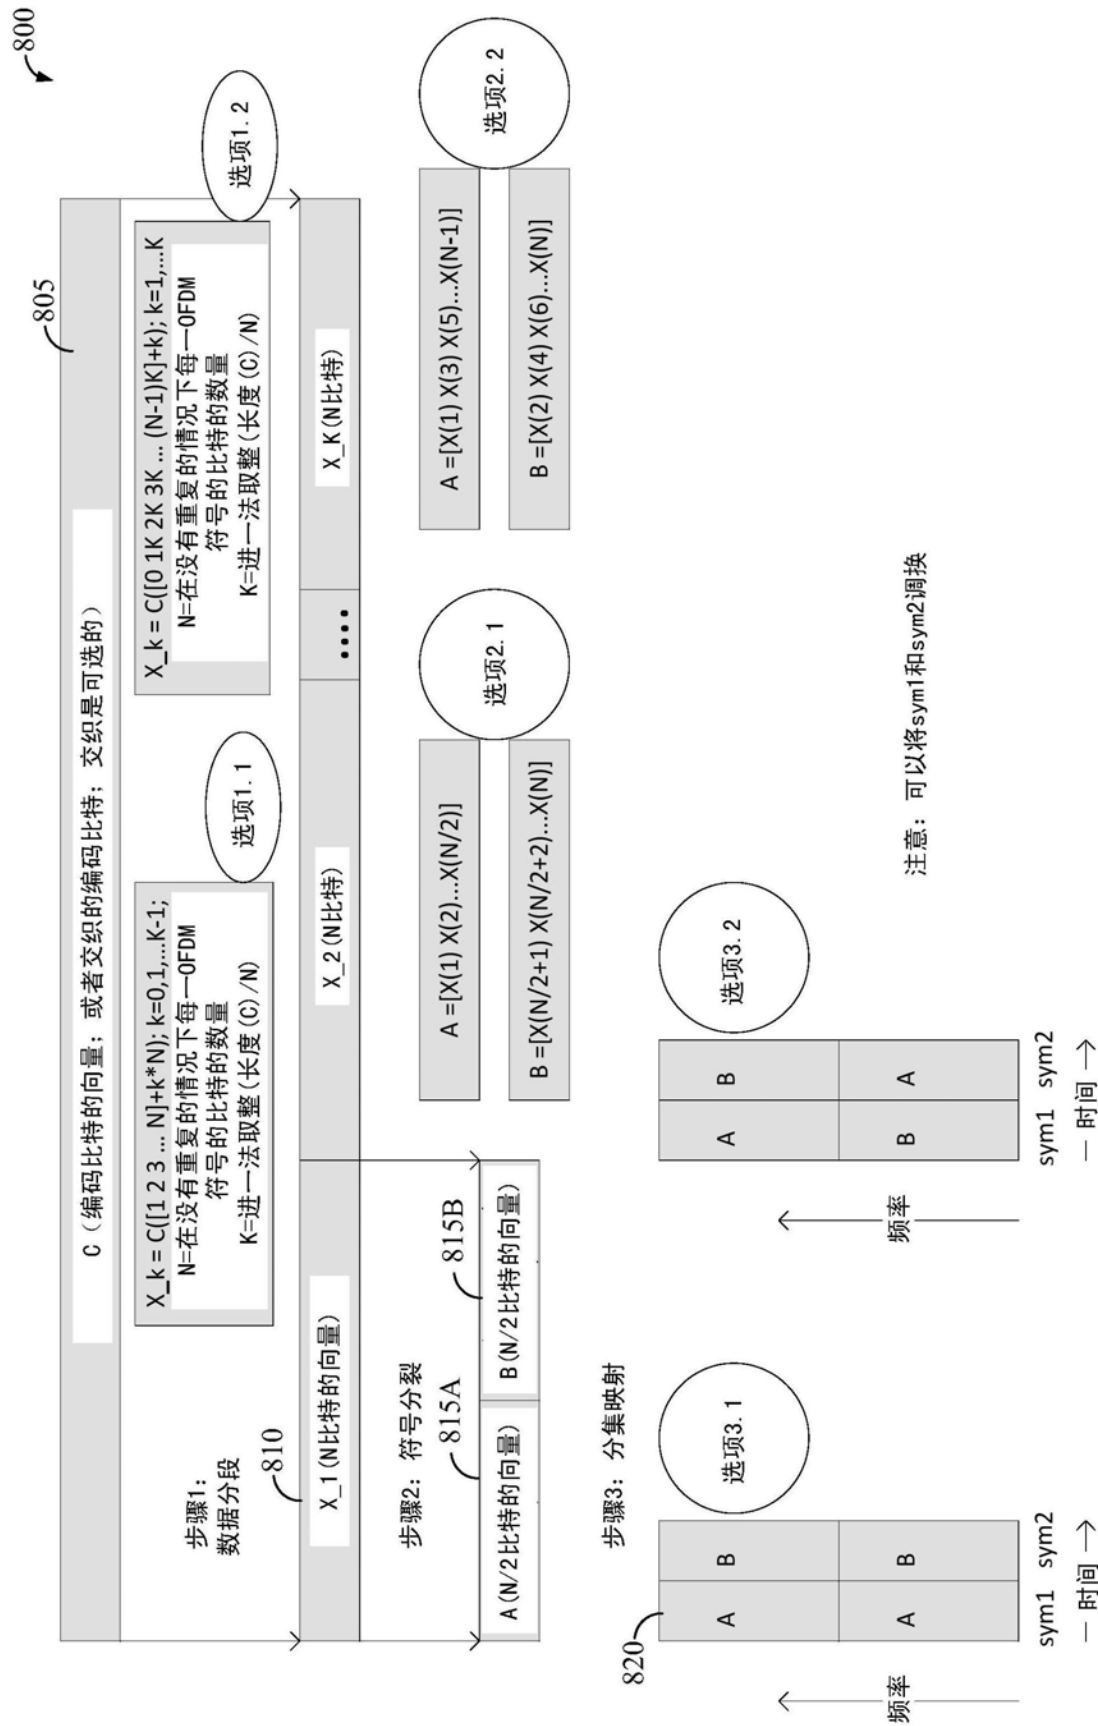 800
805
C（编码比特的向量；或者交织的编码比特；交织是可选的）
步骤1：
数据分段
X_k = C([1 2 3 ... N]+k*N); k=0,1,...K-1;
N=在没有重复的情况下每一OFDM
符号的比特的数量
K=进一法取整(长度(C)/N)
选项1.1
X_k = C([0 1K 2K 3K ... (N-1)K]+k); k=1,...K
N=在没有重复的情况下每一OFDM
符号的比特的数量
K=进一法取整(长度(C)/N)
选项1.2
810
X_1(N比特的向量)
X_2(N比特)
....
X_K(N比特)
步骤2：符号分裂
815A
815B
A(N/2比特的向量)
B(N/2比特的向量)
A =[X(1) X(2)...X(N/2)]
B =[X(N/2+1) X(N/2+2)...X(N)]
选项2.1
A =[X(1) X(3) X(5)...X(N-1)]
B =[X(2) X(4) X(6)...X(N)]
选项2.2
步骤3：分集映射
820
频率
A
B
A
B
sym1 sym2
时间
选项3.1
频率
A
B
B
A
sym1 sym2
时间
选项3.2
注意：可以将sym1和sym2调换